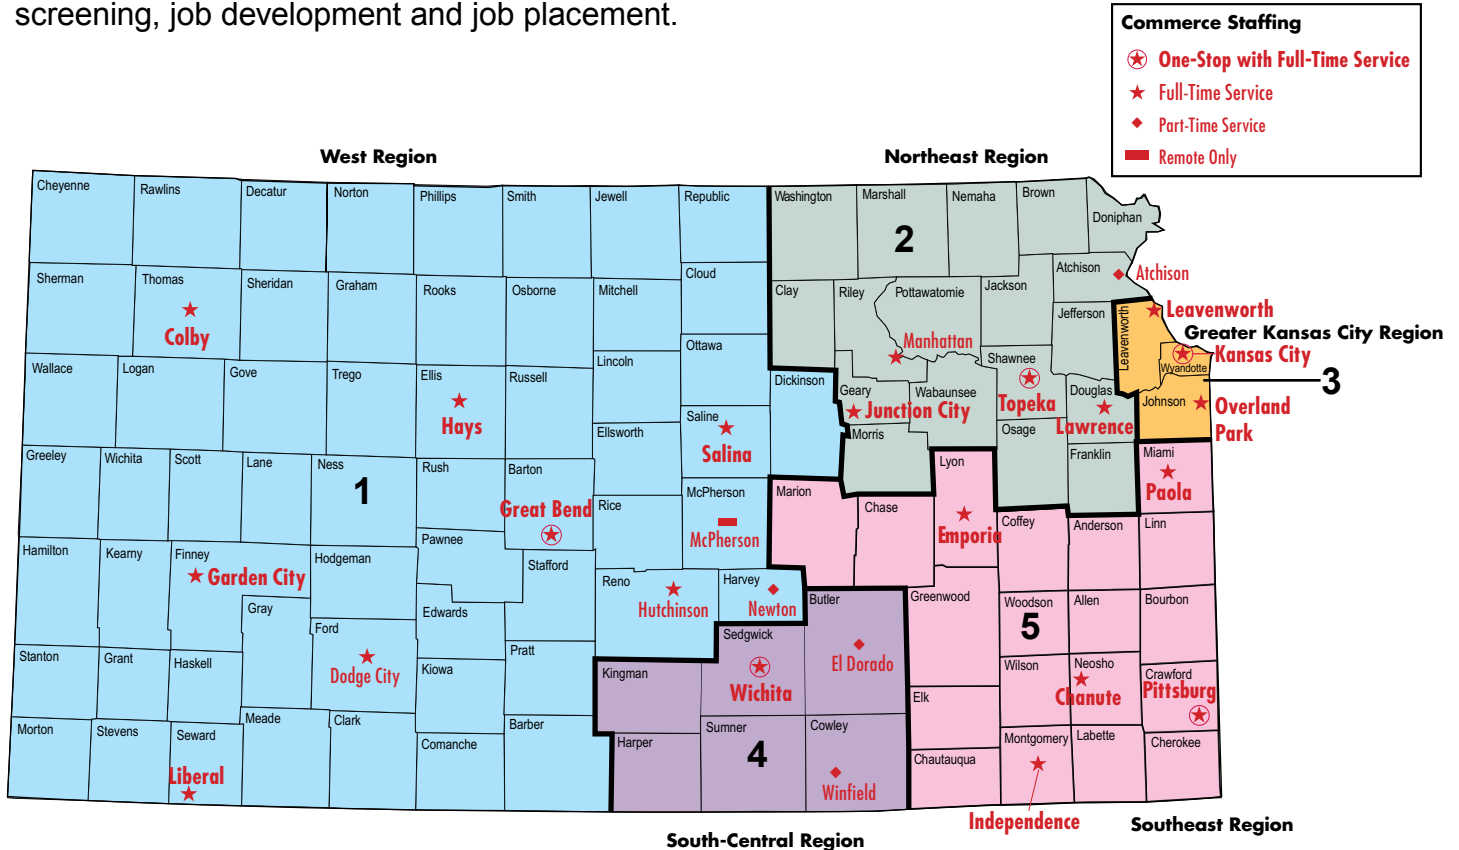 screening, job development and job placement.
Commerce Staffing
One-Stop with Full-Time Service
Full-Time Service
Part-Time Service
Remote Only
West Region
Northeast Region
Cheyenne
Rawlins
Decatur
Norton
Phillips
Smith
Jewell
Republic
Washington
Marshall
Nemaha
Brown
Doniphan
2
Sherman
Thomas
Sheridan
Graham
Rooks
Osborne
Mitchell
Cloud
Clay
Riley
Pottawatomie
Jackson
Atchison
Atchison
Jefferson
Leavenworth
Leavenworth
Greater Kansas City Region
Colby
Manhattan
Ottawa
Shawnee
Kansas City
Wyandotte
3
Wallace
Logan
Gove
Trego
Ellis
Russell
Lincoln
Dickinson
Geary
Wabaunsee
Douglas
Johnson
Hays
Saline
Junction City
Topeka
Lawrence
Overland
Park
Ellsworth
Salina
Morris
Osage
Franklin
Miami
Paola
Greeley
Wichita
Scott
Lane
Ness
Rush
Barton
1
Great Bend
Rice
McPherson
McPherson
Marion
Chase
Lyon
Emporia
Coffey
Anderson
Linn
Hamilton
Kearny
Finney
Garden City
Hodgeman
Pawnee
Stafford
Reno
Hutchinson
Harvey
Newton
Butler
El Dorado
Greenwood
Woodson
Allen
Bourbon
5
Gray
Ford
Dodge City
Edwards
Stanton
Grant
Haskell
Kiowa
Pratt
Kingman
Sedgwick
Wichita
Wilson
Neosho
Chanute
Crawford
Pittsburg
Elk
Morton
Stevens
Seward
Liberal
Meade
Clark
Comanche
Barber
Harper
Sumner
4
Cowley
Winfield
Chautauqua
Montgomery
Labette
Cherokee
Independence
Southeast Region
South-Central Region